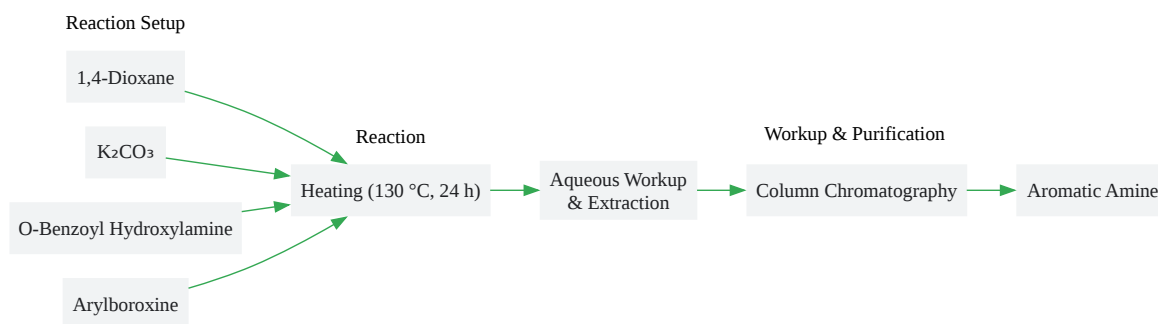 Reaction Setup
1,4-Dioxane
K₂CO₃
O-Benzoyl Hydroxylamine
Arylboroxine
Reaction
Heating (130 °C, 24 h)
Aqueous Workup
& Extraction
Workup & Purification
Column Chromatography
Aromatic Amine